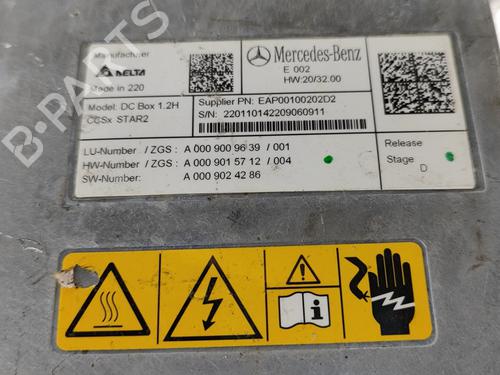 Manufacturer
DELTA
Made in 220
Mercedes-Benz
E 002
HW:20/32.00
Model: DC Box 1.2H
CCSx STAR2
Supplier PN: EAP00100202D2
S/N: 220110142209060911
LU-Number / ZGS : A 000 900 96 39 / 001
HW-Number / ZGS : A 000 901 57 12 / 004
SW-Number: A 000 902 42 86
Release
Stage
D
B-Parts